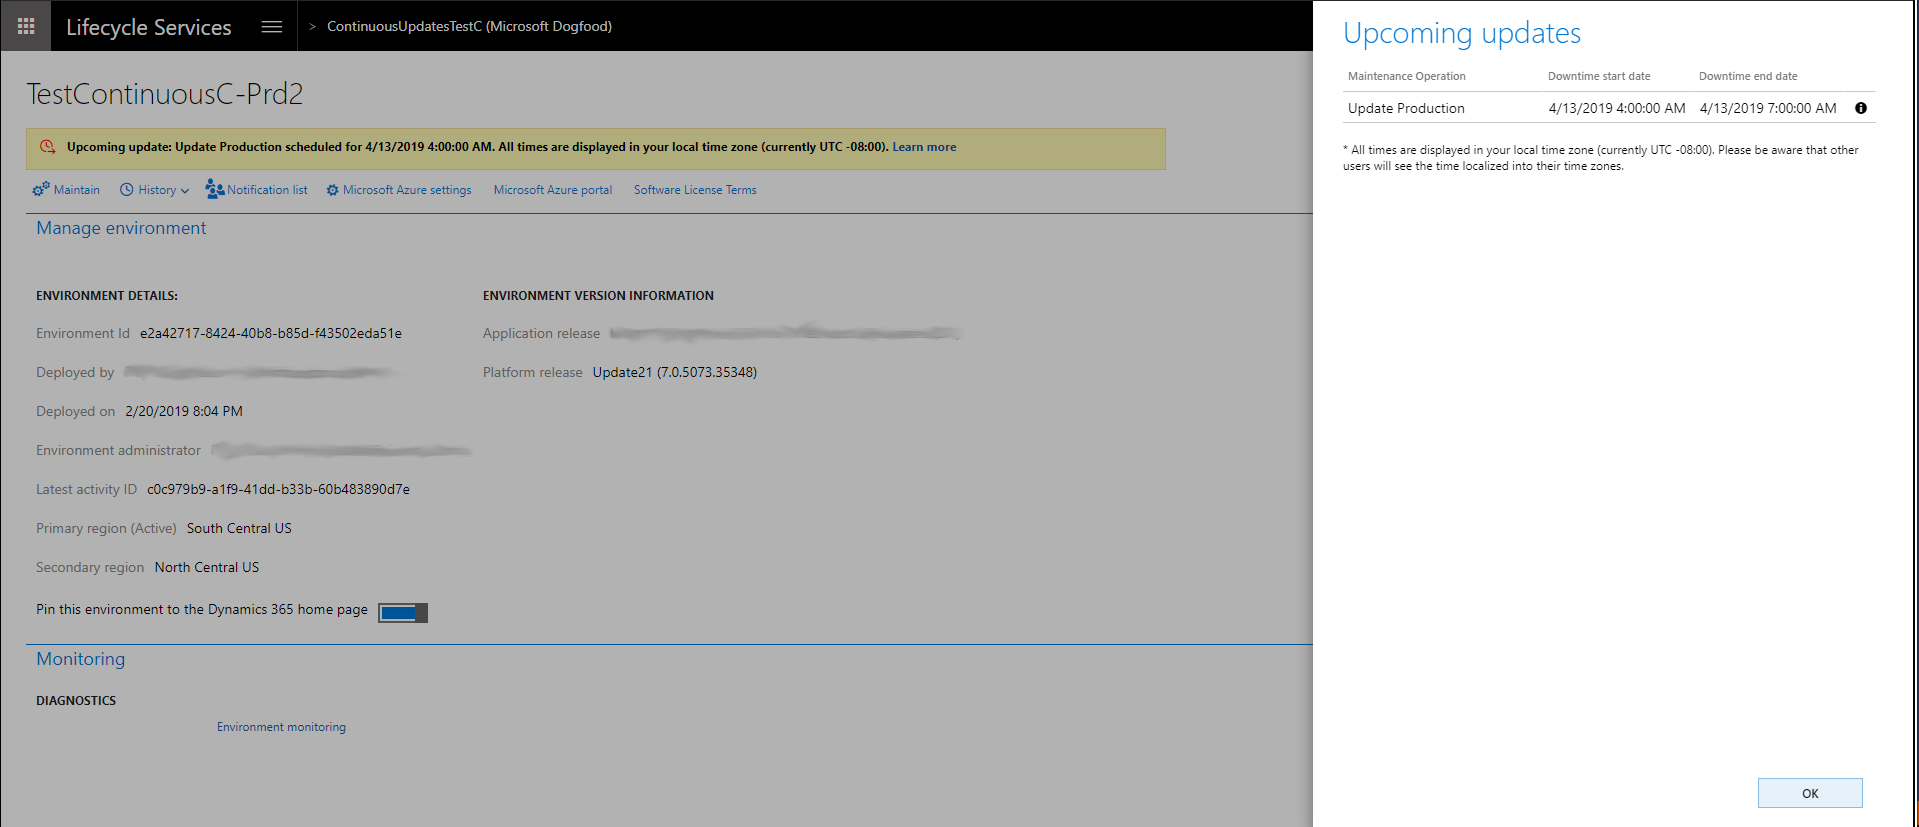 Lifecycle Services > ContinuousUpdatesTestC (Microsoft Dogfood)
TestContinuousC-Prd2
Upcoming update: Update Production scheduled for 4/13/2019 4:00:00 AM. All times are displayed in your local time zone (currently UTC -08:00). Learn more
Maintain History Notification list Microsoft Azure settings Microsoft Azure portal Software License Terms
Manage environment
ENVIRONMENT DETAILS:
Environment Id e2a42717-8424-40b8-b85d-f43502eda51e
Deployed by
Deployed on 2/20/2019 8:04 PM
Environment administrator
Latest activity ID c0c979b9-a1f9-41dd-b33b-60b483890d7e
Primary region (Active) South Central US
Secondary region North Central US
Pin this environment to the Dynamics 365 home page
ENVIRONMENT VERSION INFORMATION
Application release
Platform release Update21 (7.0.5073.35348)
Monitoring
DIAGNOSTICS
Environment monitoring
Upcoming updates
Maintenance Operation Downtime start date Downtime end date
Update Production 4/13/2019 4:00:00 AM 4/13/2019 7:00:00 AM
* All times are displayed in your local time zone (currently UTC -08:00). Please be aware that other
users will see the time localized into their time zones.
OK